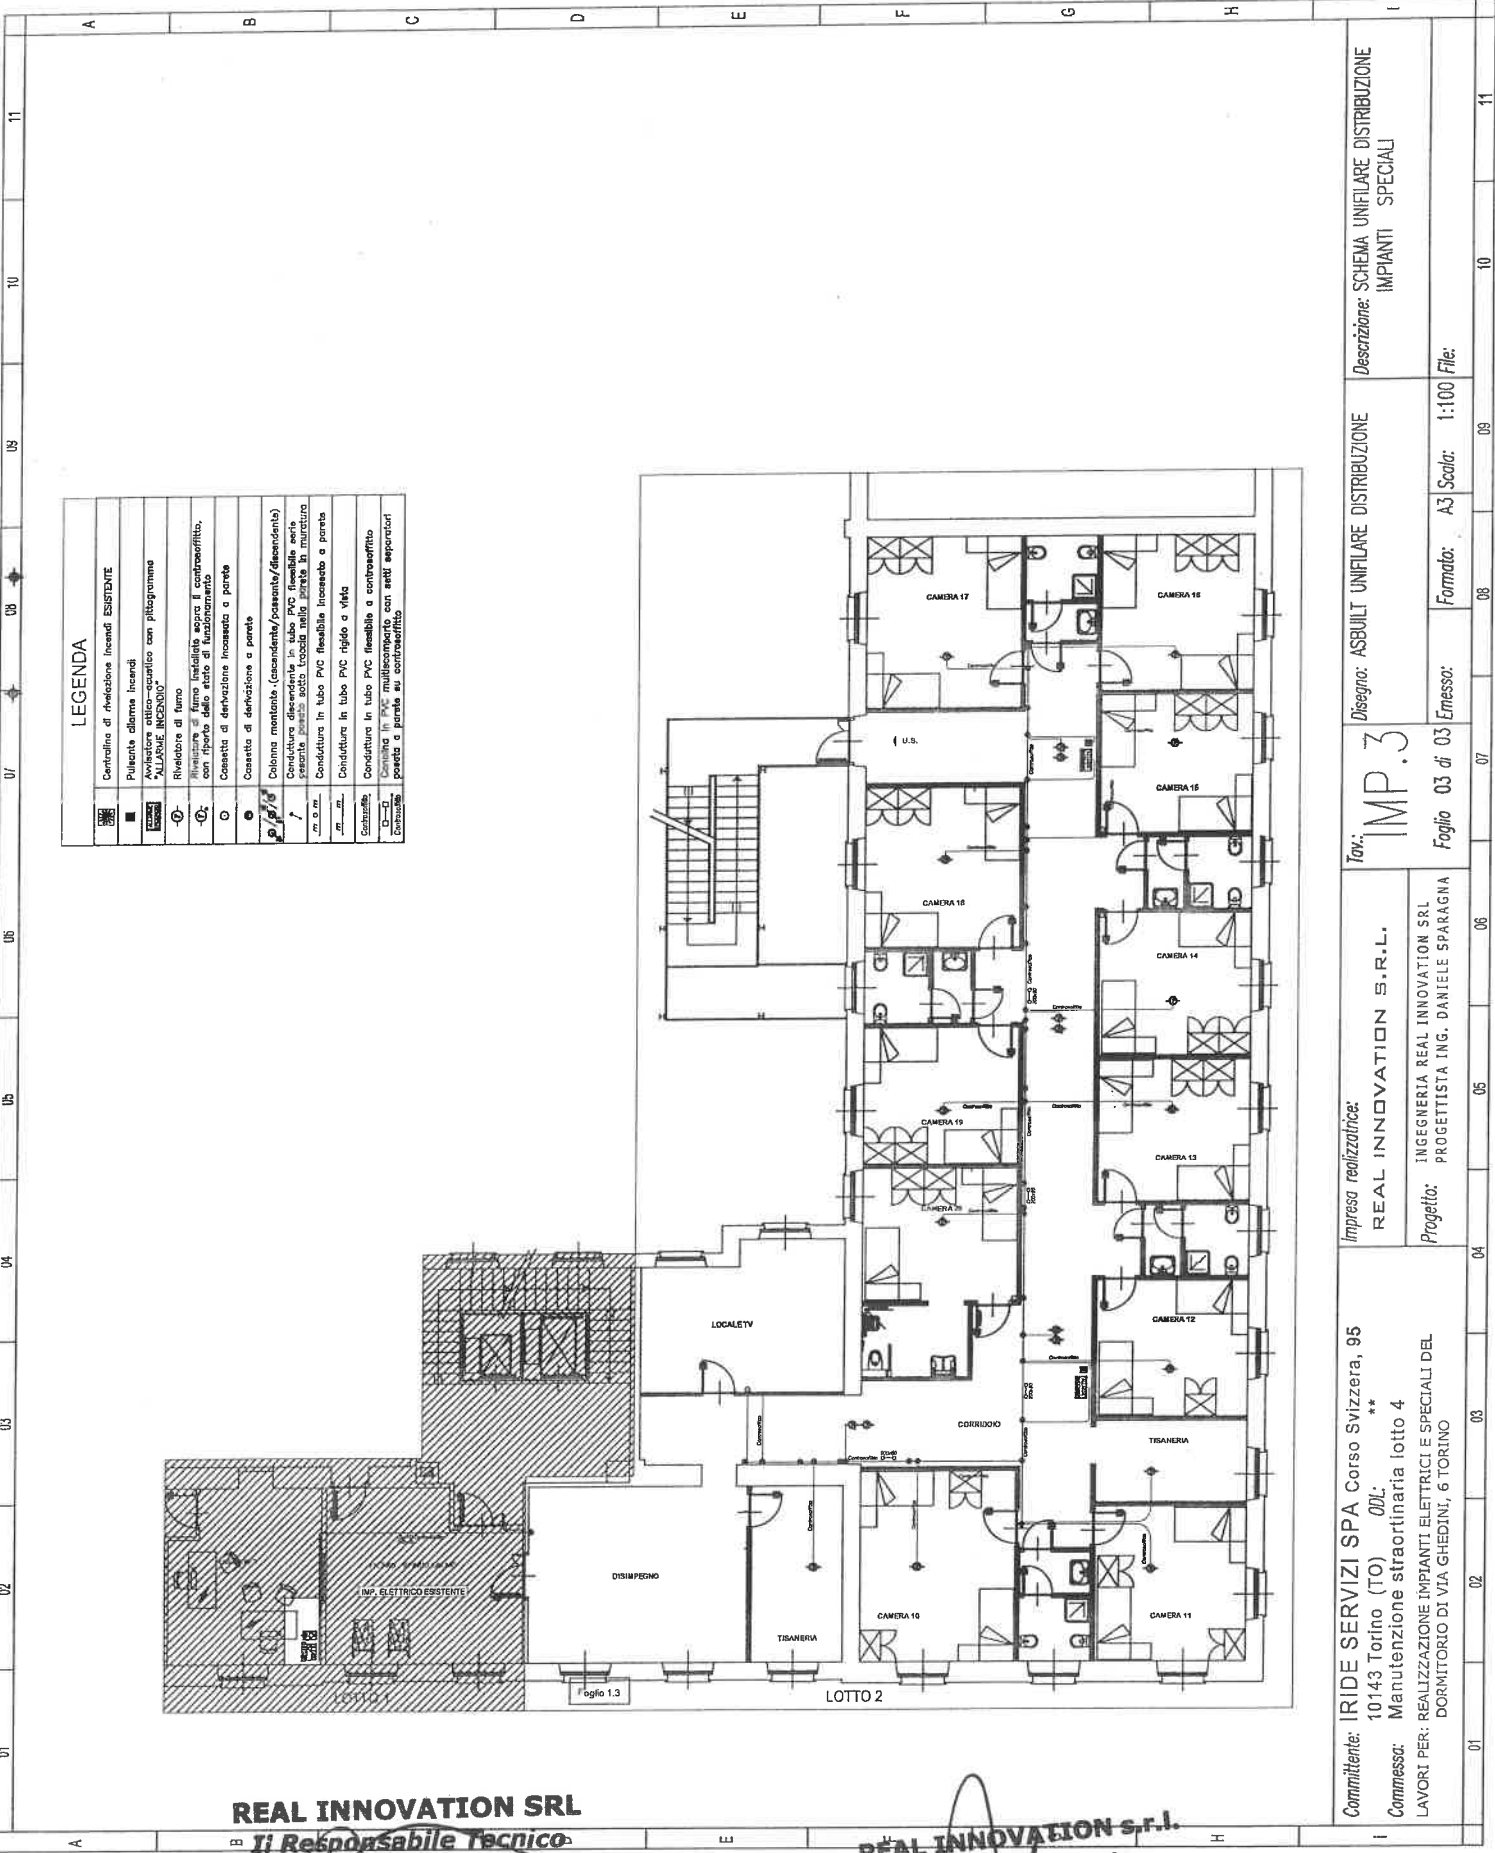 LEGENDA
Centralina di rivelazione incendi ESISTENTE
Pulsante allarme incendi
Avvisatore ottico-acustico con pittogramma
"ALLARME INCENDIO"
Rivelatore di fumo
Rivelatore di fumo installato sopra il controsoffitto,
con riporto dello stato di funzionamento
Cassetta di derivazione incassata a parete
Cassetta di derivazione a parete
Colonna montante (ascendente/passante/discendente)
Conduttura discendente in tubo PVC flessibile serie
pesante posato sotto traccia nella parete in muratura
Conduttura in tubo PVC flessibile incassato a parete
Conduttura in tubo PVC rigido a vista
Controsoffitto
Conduttura in tubo PVC flessibile a controsoffitto
Canalina in PVC multiscomparto con setti separatori
posata a parete su controsoffitto
Controsoffitto
CAMERA 17
CAMERA 16
U.S.
CAMERA 15
CAMERA 18
CAMERA 14
CAMERA 19
CAMERA 13
CAMERA 20
LOCALE TV
CAMERA 12
CORRIDOIO
TISANERIA
IMP. ELETTRICO ESISTENTE
DISIMPEGNO
TISANERIA
CAMERA 10
CAMERA 11
LOTTO 1
Foglio 1.3
LOTTO 2
Committente: IRIDE SERVIZI SPA Corso Svizzera, 95
10143 Torino (TO) ODL: **
Commessa: Manutenzione straortinaria lotto 4
LAVORI PER: REALIZZAZIONE IMPIANTI ELETTRICI E SPECIALI DEL
DORMITORIO DI VIA GHEDINI, 6 TORINO
Impresa realizzatrice:
REAL INNOVATION S.R.L.
Progetto: INGEGNERIA REAL INNOVATION SRL
PROGETTISTA ING. DANIELE SPARAGNA
Tav.: IMP.3
Foglio 03 di 03
Disegno: ASBUILT UNIFILARE DISTRIBUZIONE
Emesso: Formato: A3 Scala: 1:100 File:
Descrizione: SCHEMA UNIFILARE DISTRIBUZIONE
IMPIANTI SPECIALI
REAL INNOVATION SRL
Il Responsabile Tecnico
REAL INNOVATION s.r.l.